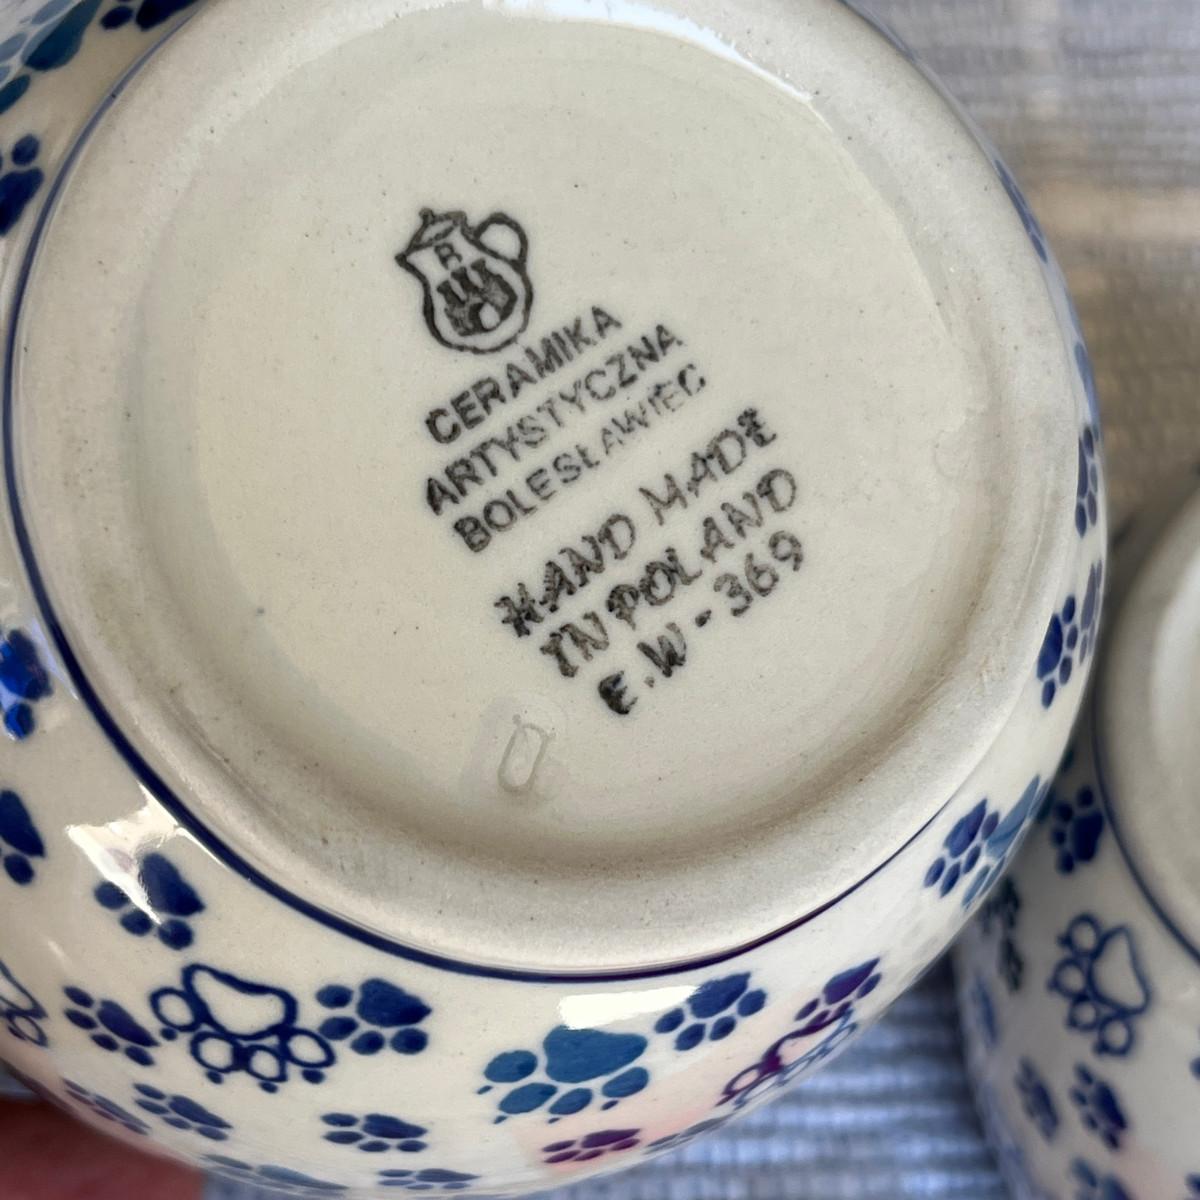 B
CERAMIKA
ARTYSTYCZNA
BOLESŁAWIEC
HAND MADE
IN POLAND
E.W-369